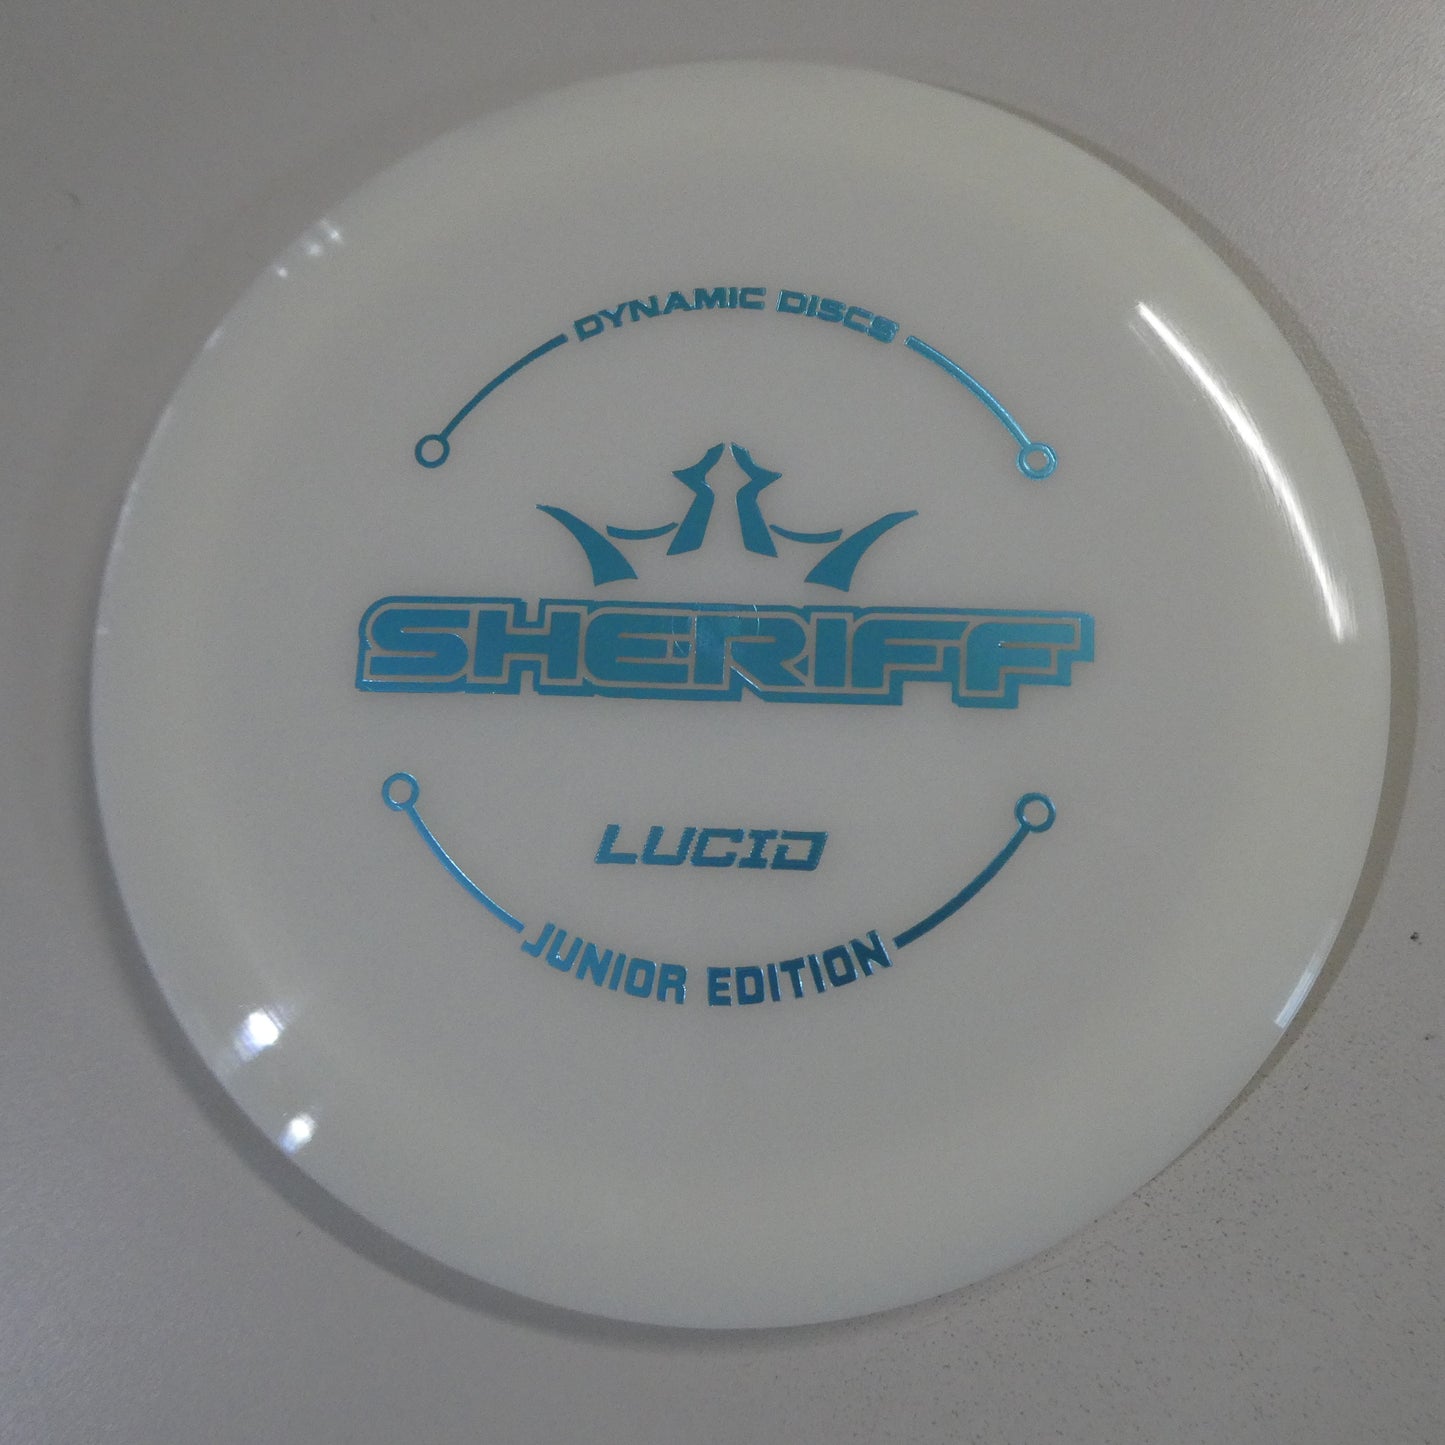 DYNAMIC DISCS
SHERIFF
LUCID
JUNIOR EDITION